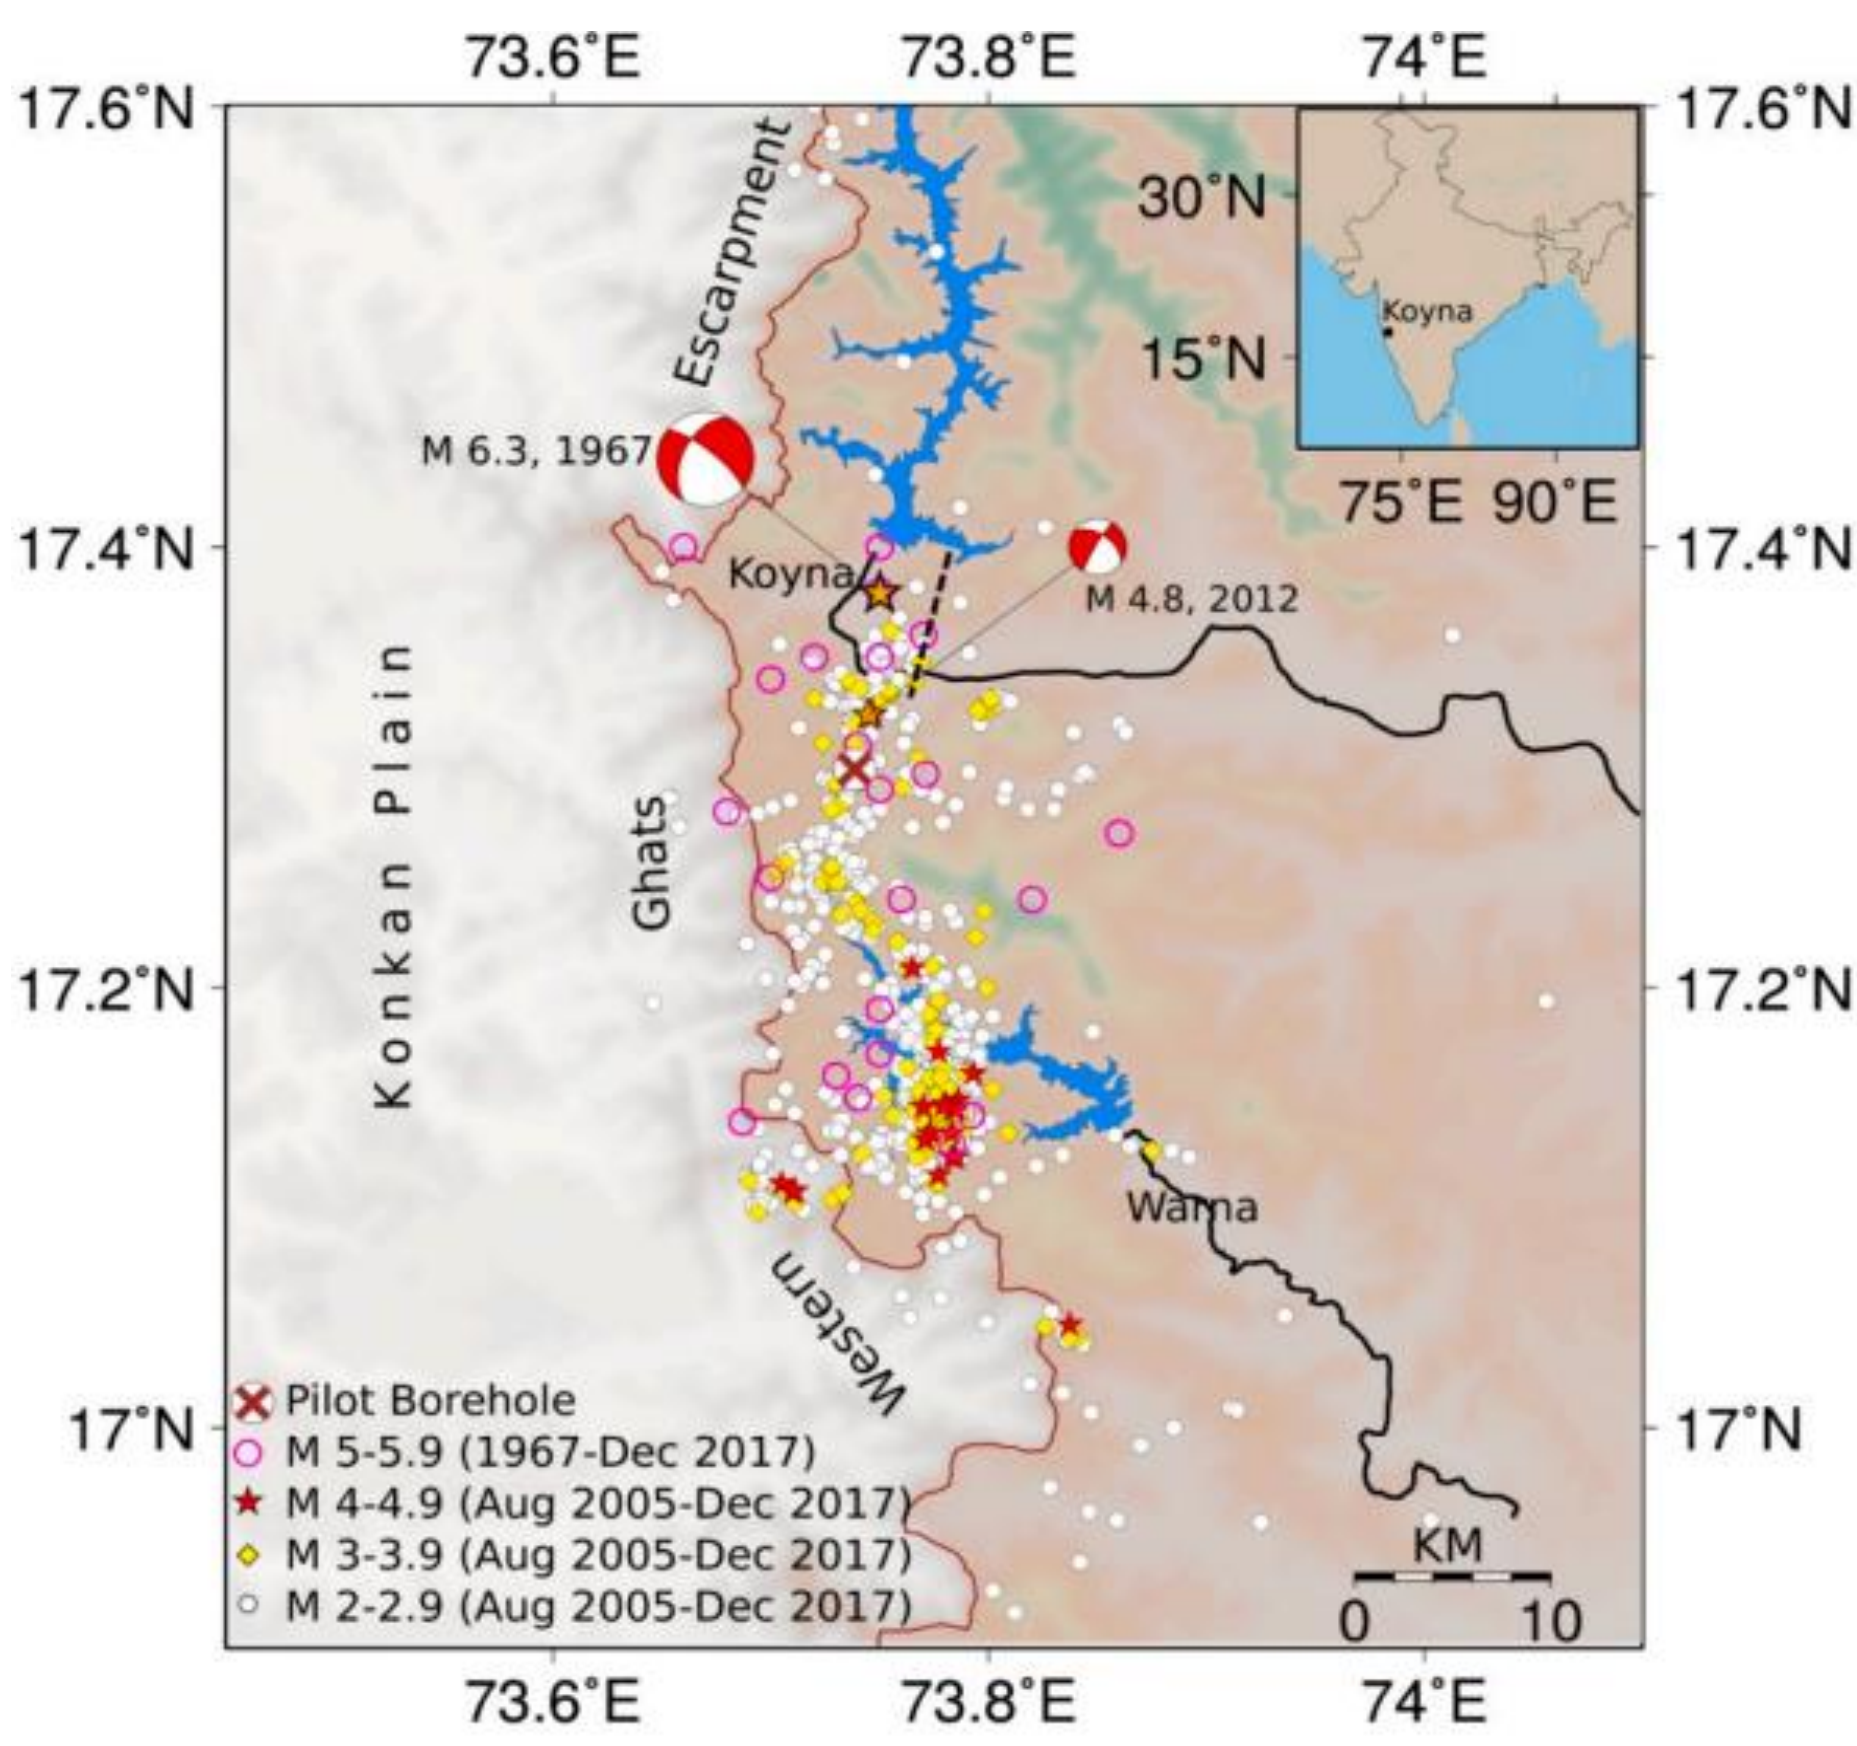 73.6°E 73.8°E 74°E
17.6°N 17.6°N
Escarpment
30°N
Koyna
15°N
M 6.3, 1967
75°E 90°E
17.4°N 17.4°N
Koyna
M 4.8, 2012
Konkan Plain
Ghats
17.2°N 17.2°N
Warna
Western
Pilot Borehole
17°N 17°N
M 5-5.9 (1967-Dec 2017)
M 4-4.9 (Aug 2005-Dec 2017)
M 3-3.9 (Aug 2005-Dec 2017)
M 2-2.9 (Aug 2005-Dec 2017)
KM
0 10
73.6°E 73.8°E 74°E